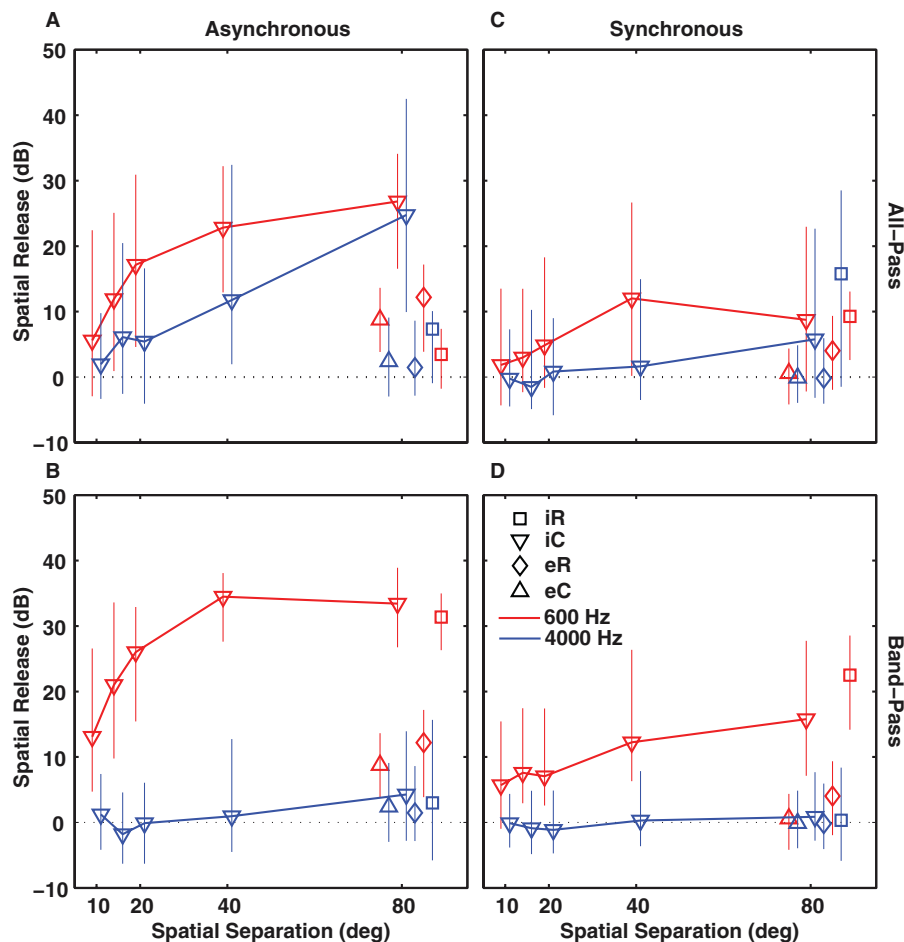 A
Asynchronous
C
Synchronous
50
40
30
20
10
0
−10
Spatial Release (dB)
All−Pass
B
D
50
40
30
20
10
0
−10
Spatial Release (dB)
iR
iC
eR
eC
600 Hz
4000 Hz
Band−Pass
10
20
40
80
10
20
40
80
Spatial Separation (deg)
Spatial Separation (deg)